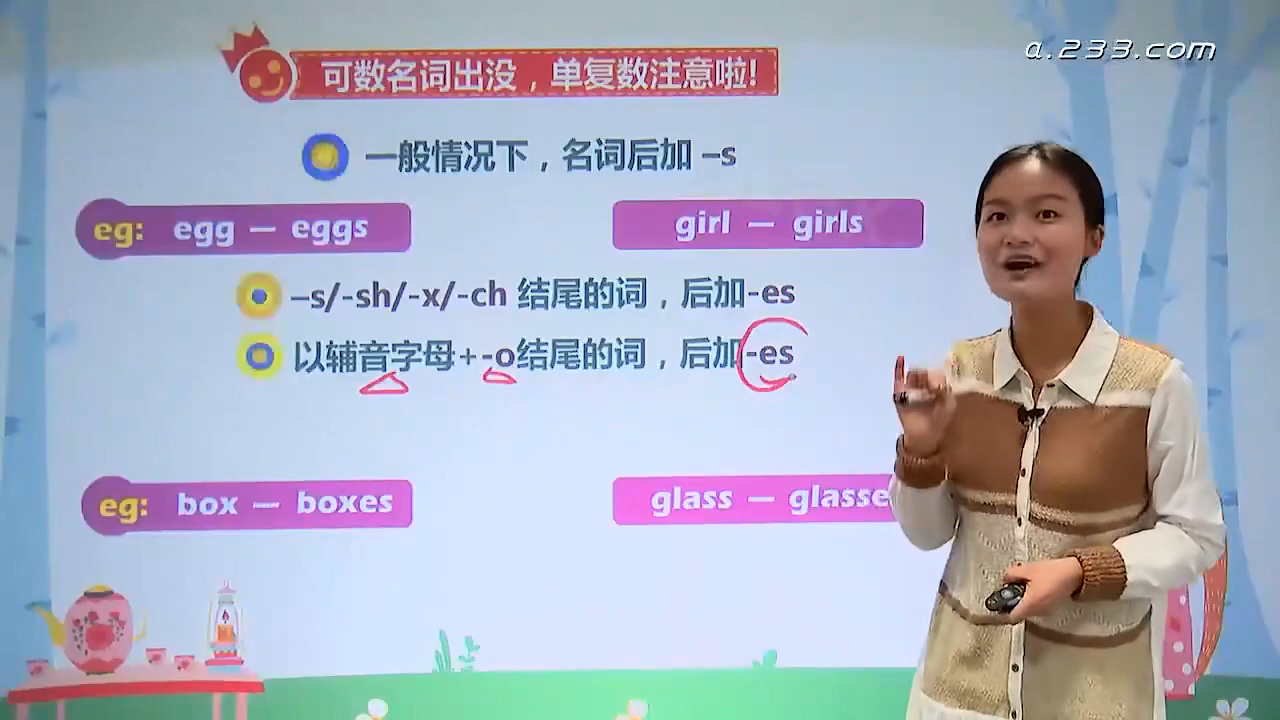 a.233.com
可数名词出没，单复数注意啦!
一般情况下，名词后加 –s
eg: egg — eggs
girl — girls
–s/-sh/-x/-ch 结尾的词，后加-es
以辅音字母+-o结尾的词，后加-es
eg: box — boxes
glass — glasse